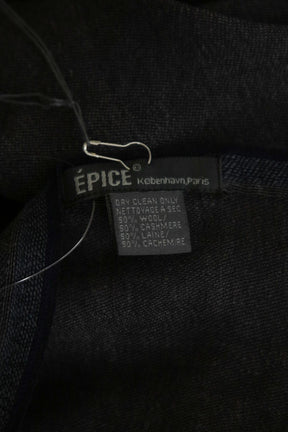 ÉPICE© København, Paris
DRY CLEAN ONLY
NETTOYAGE A SEC
50% WOOL/
50% CASHMERE
50% LAINE/
50% CACHEMIRE